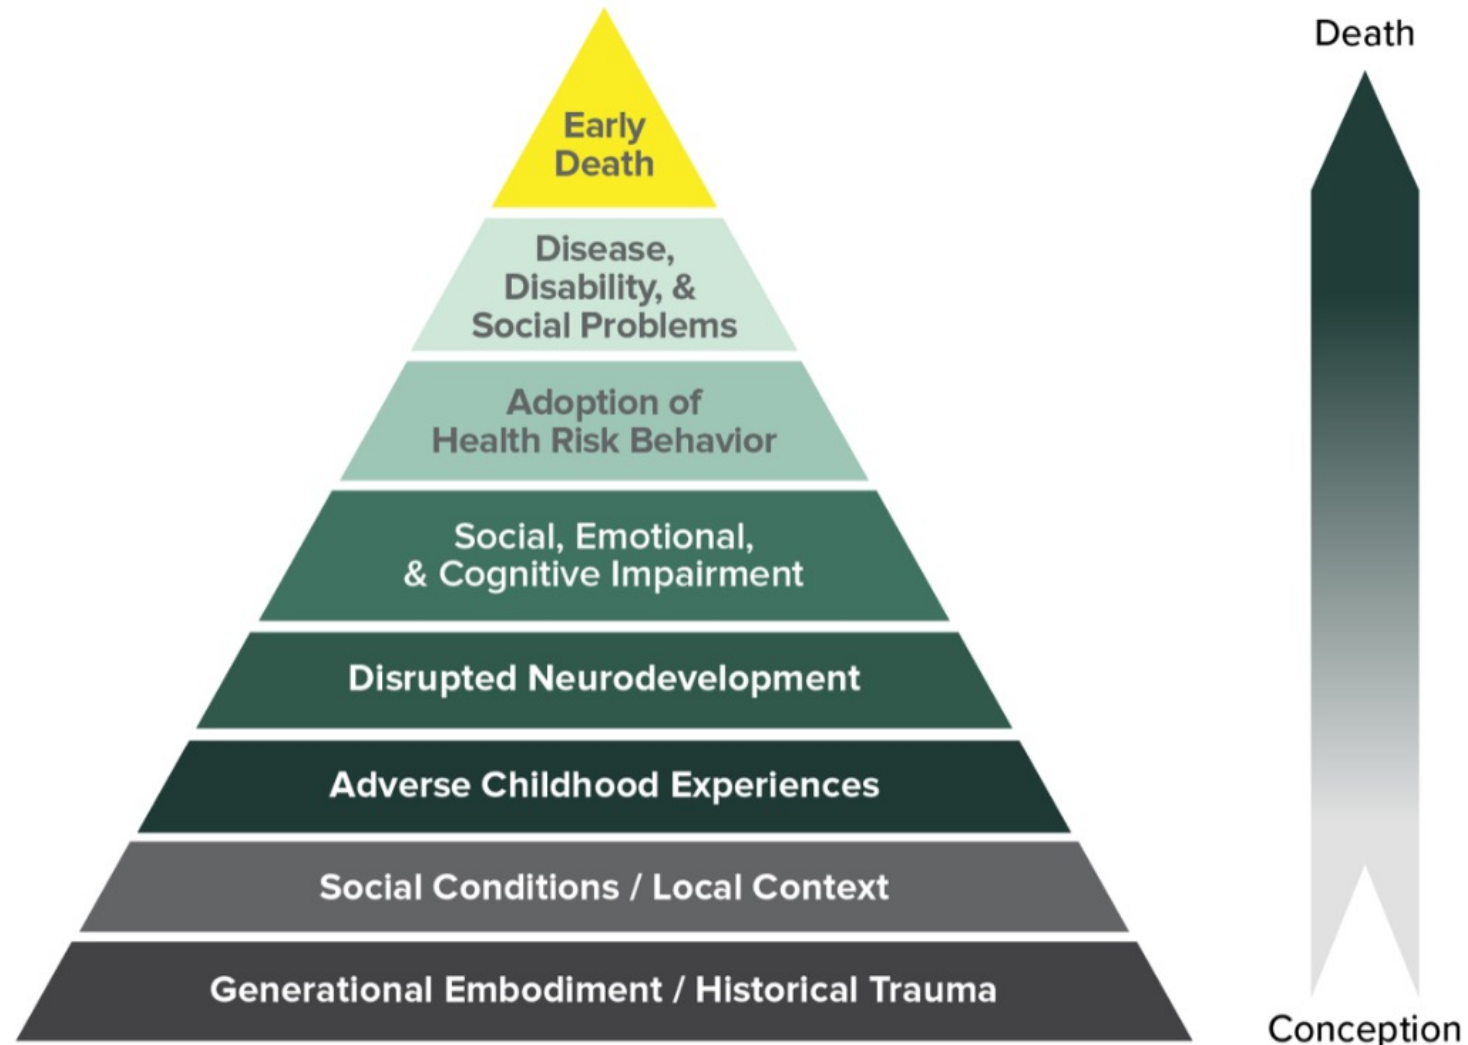 Death
Early
Death
Disease,
Disability, &
Social Problems
Adoption of
Health Risk Behavior
Social, Emotional,
& Cognitive Impairment
Disrupted Neurodevelopment
Adverse Childhood Experiences
Social Conditions / Local Context
Generational Embodiment / Historical Trauma
Conception